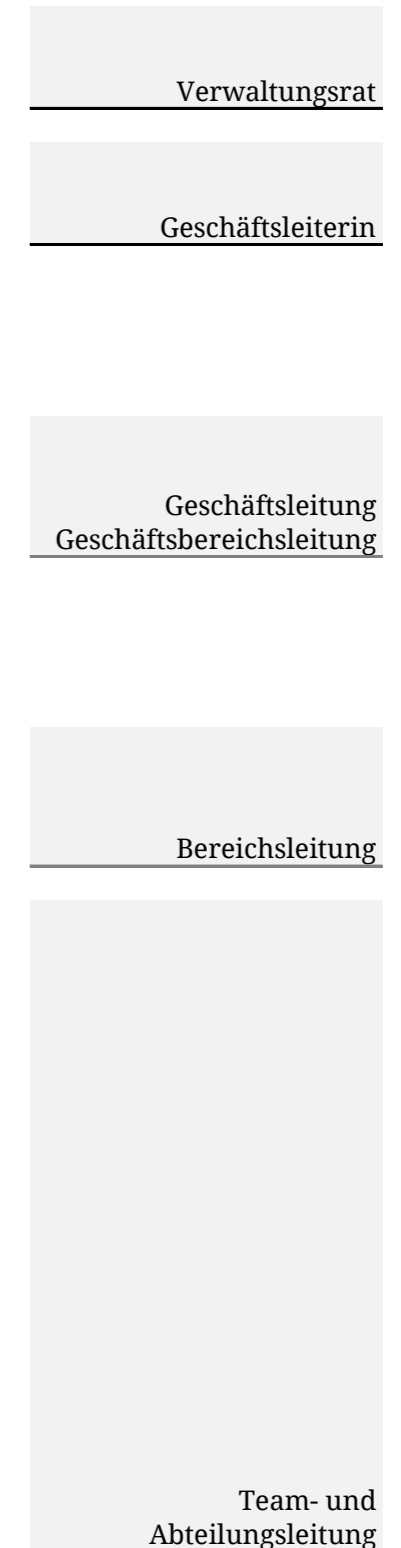 Verwaltungsrat
Geschäftsleiterin
Geschäftsleitung
Geschäftsbereichsleitung
Bereichsleitung
Team- und
Abteilungsleitung